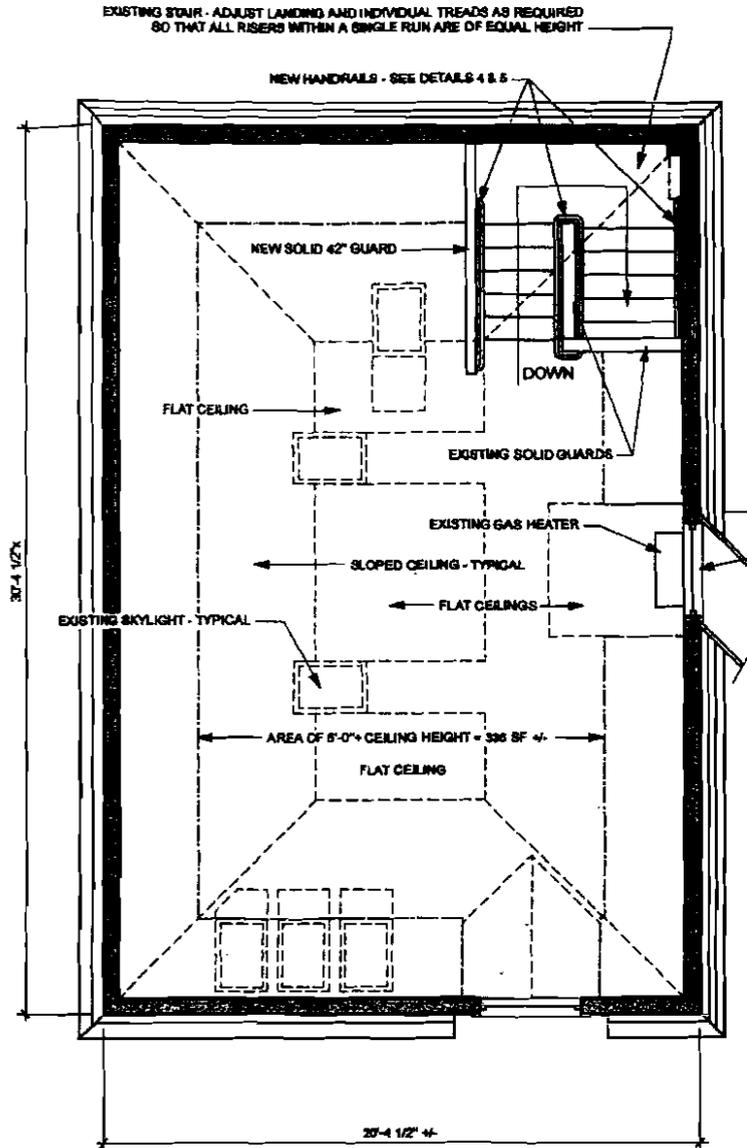 EXISTING STAIR - ADJUST LANDING AND INDIVIDUAL TREADS AS REQUIRED
SO THAT ALL RISERS WITHIN A SINGLE RUN ARE OF EQUAL HEIGHT
NEW HANDRAILS - SEE DETAILS 4 & 5
NEW SOLID 42" GUARD
DOWN
FLAT CEILING
EXISTING SOLID GUARDS
EXISTING GAS HEATER
SLOPED CEILING - TYPICAL
FLAT CEILINGS
EXISTING SKYLIGHT - TYPICAL
AREA OF 5'-0"+ CEILING HEIGHT = 336 SF +/-
FLAT CEILING
30'-4 1/2"x
20'-4 1/2" +/-